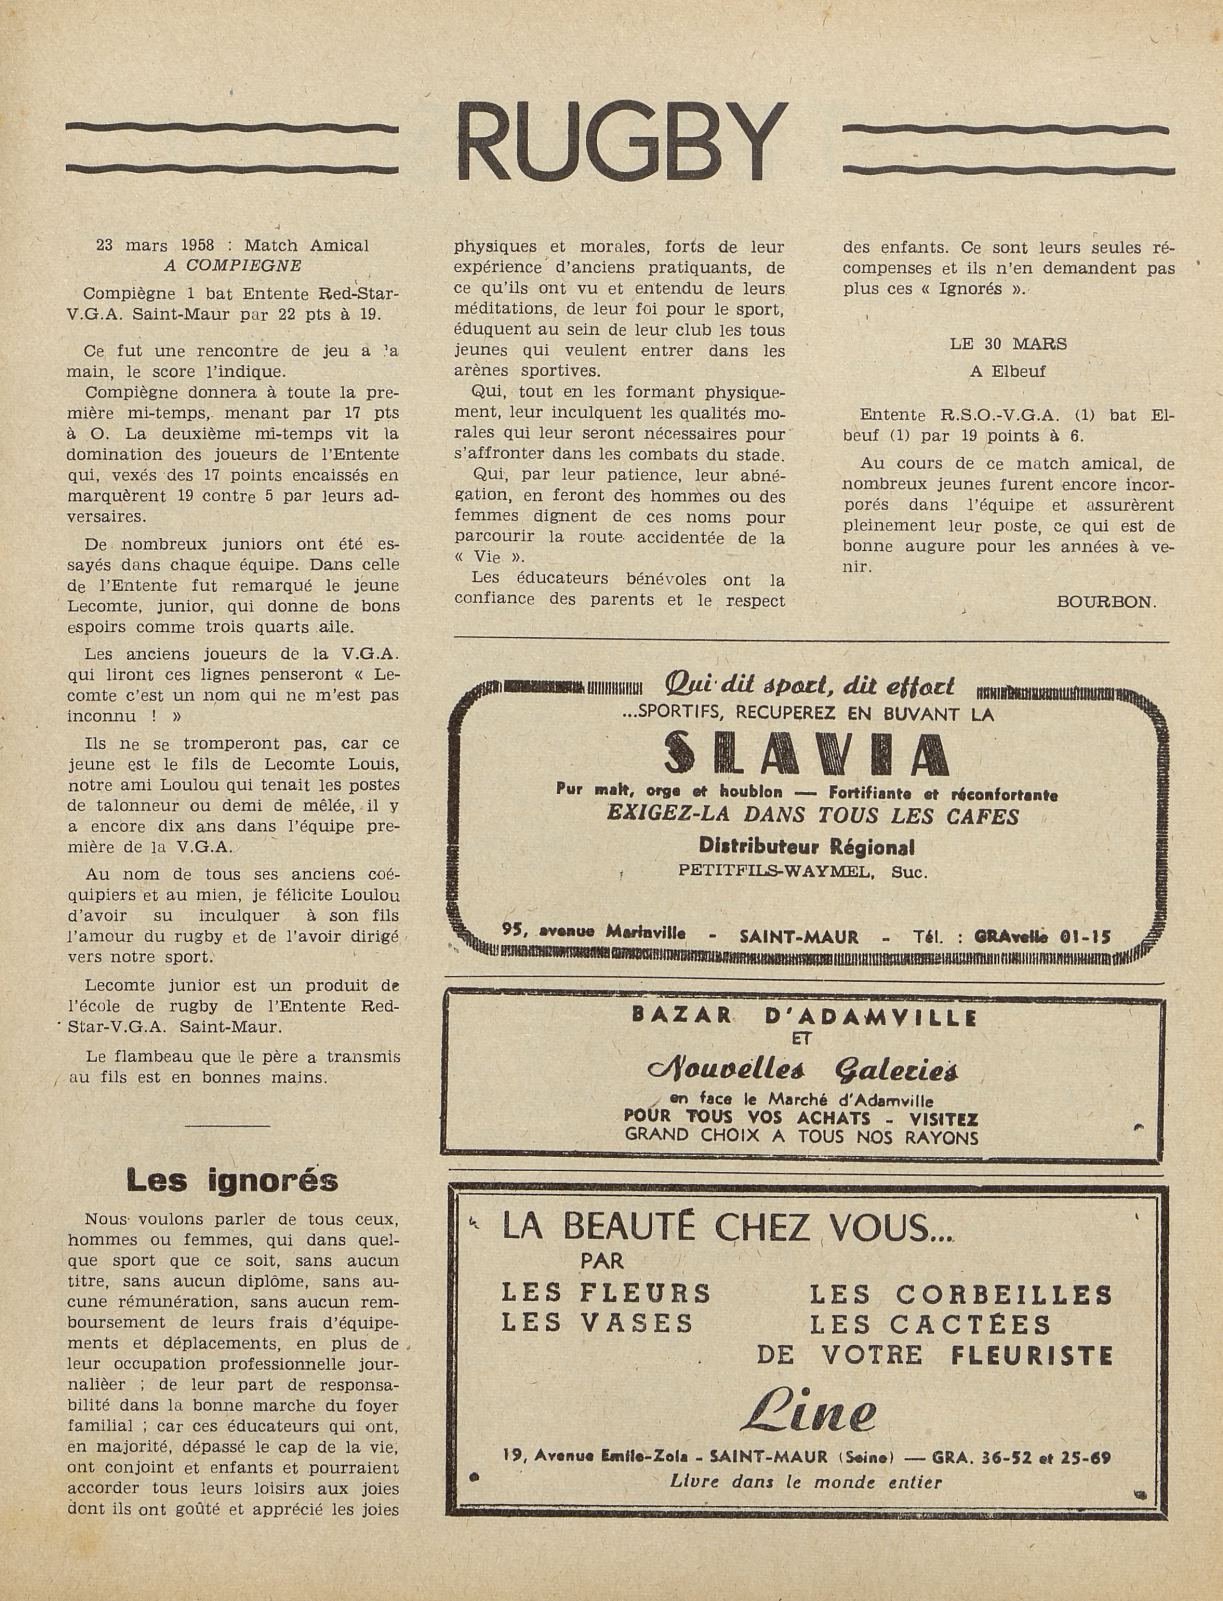 RUGBY
23 mars 1958 : Match Amical
A COMPIEGNE
Compiègne 1 bat Entente Red-Star-
V.G.A. Saint-Maur par 22 pts à 19.
Ce fut une rencontre de jeu a 'a
main, le score l'indique.
Compiègne donnera à toute la pre-
mière mi-temps, menant par 17 pts
à O. La deuxième mi-temps vit la
domination des joueurs de l'Entente
qui, vexés des 17 points encaissés en
marquèrent 19 contre 5 par leurs ad-
versaires.
De nombreux juniors ont été es-
sayés dans chaque équipe. Dans celle
de l'Entente fut remarqué le jeune
Lecomte, junior, qui donne de bons
espoirs comme trois quarts aile.
Les anciens joueurs de la V.G.A.
qui liront ces lignes penseront « Le-
comte c'est un nom qui ne m'est pas
inconnu ! »
Ils ne se tromperont pas, car ce
jeune est le fils de Lecomte Louis,
notre ami Loulou qui tenait les postes
de talonneur ou demi de mêlée, il y
a encore dix ans dans l'équipe pre-
mière de la V.G.A.
Au nom de tous ses anciens coé-
quipiers et au mien, je félicite Loulou
d'avoir su inculquer à son fils
l'amour du rugby et de l'avoir dirigé
vers notre sport.
Lecomte junior est un produit de
l'école de rugby de l'Entente Red-
Star-V.G.A. Saint-Maur.
Le flambeau que le père a transmis
au fils est en bonnes mains.
Les ignorés
Nous voulons parler de tous ceux,
hommes ou femmes, qui dans quel-
que sport que ce soit, sans aucun
titre, sans aucun diplôme, sans au-
cune rémunération, sans aucun rem-
boursement de leurs frais d'équipe-
ments et déplacements, en plus de
leur occupation professionnelle jour-
nalièer ; de leur part de responsa-
bilité dans la bonne marche du foyer
familial ; car ces éducateurs qui ont,
en majorité, dépassé le cap de la vie,
ont conjoint et enfants et pourraient
accorder tous leurs loisirs aux joies
dont ils ont goûté et apprécié les joies
physiques et morales, forts de leur
expérience d'anciens pratiquants, de
ce qu'ils ont vu et entendu de leurs
méditations, de leur foi pour le sport,
éduquent au sein de leur club les tous
jeunes qui veulent entrer dans les
arènes sportives.
Qui, tout en les formant physique-
ment, leur inculquent les qualités mo-
rales qui leur seront nécessaires pour
s'affronter dans les combats du stade.
Qui, par leur patience, leur abné-
gation, en feront des hommes ou des
femmes dignent de ces noms pour
parcourir la route accidentée de la
« Vie ».
Les éducateurs bénévoles ont la
confiance des parents et le respect
des enfants. Ce sont leurs seules ré-
compenses et ils n'en demandent pas
plus ces « Ignorés ».
LE 30 MARS
A Elbeuf
Entente R.S.O.-V.G.A. (1) bat El-
beuf (1) par 19 points à 6.
Au cours de ce match amical, de
nombreux jeunes furent encore incor-
porés dans l'équipe et assurèrent
pleinement leur poste, ce qui est de
bonne augure pour les années à ve-
nir.
BOURBON.
Qui dit sport, dit effort
...SPORTIFS, RECUPEREZ EN BUVANT LA
SLAVIA
Pur malt, orge et houblon — Fortifiante et réconfortante
EXIGEZ-LA DANS TOUS LES CAFES
Distributeur Régional
PETITFILS-WAYMEL, Suc.
95, avenue Marinville - SAINT-MAUR - Tél. : GRAvelle 01-15
BAZAR D'ADAMVILLE
ET
Nouvelles Galeries
en face le Marché d'Adamville
POUR TOUS VOS ACHATS - VISITEZ
GRAND CHOIX A TOUS NOS RAYONS
LA BEAUTÉ CHEZ VOUS...
PAR
LES FLEURS LES CORBEILLES
LES VASES LES CACTÉES
DE VOTRE FLEURISTE
Line
19, Avenue Emile-Zola - SAINT-MAUR (Seine) — GRA. 36-52 et 25-69
Livre dans le monde entier